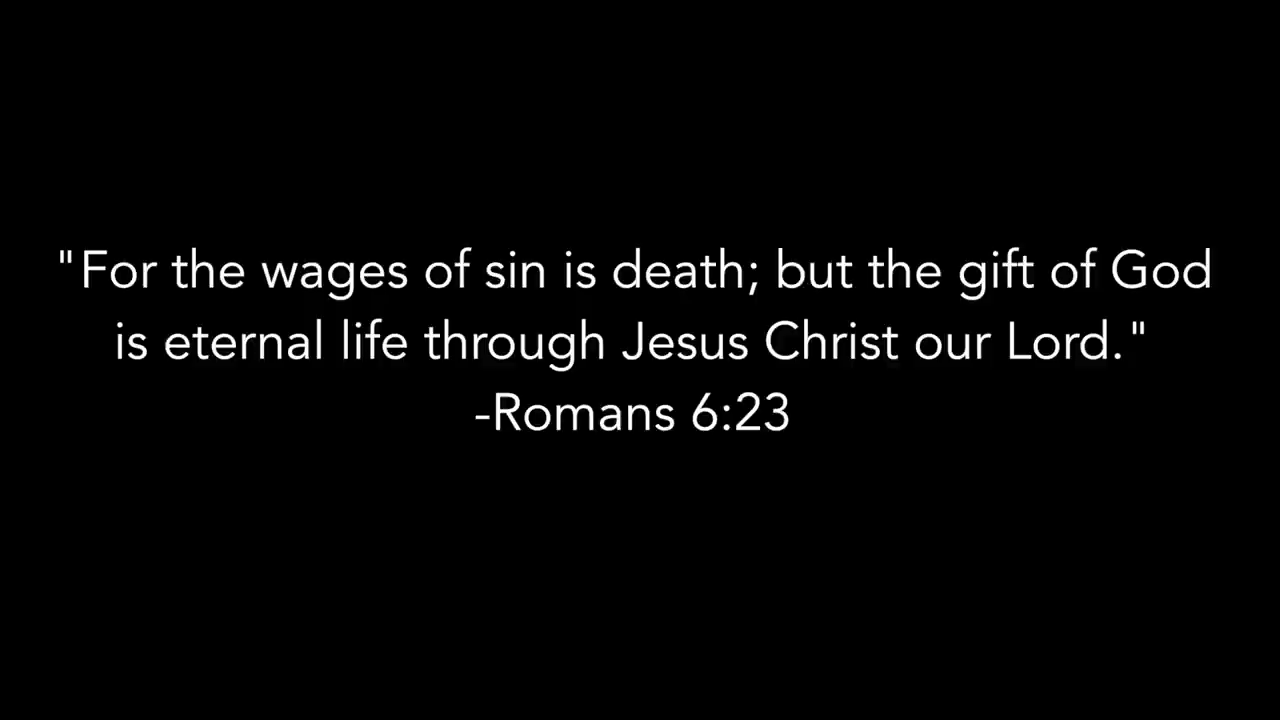 "For the wages of sin is death; but the gift of God
is eternal life through Jesus Christ our Lord."
-Romans 6:23